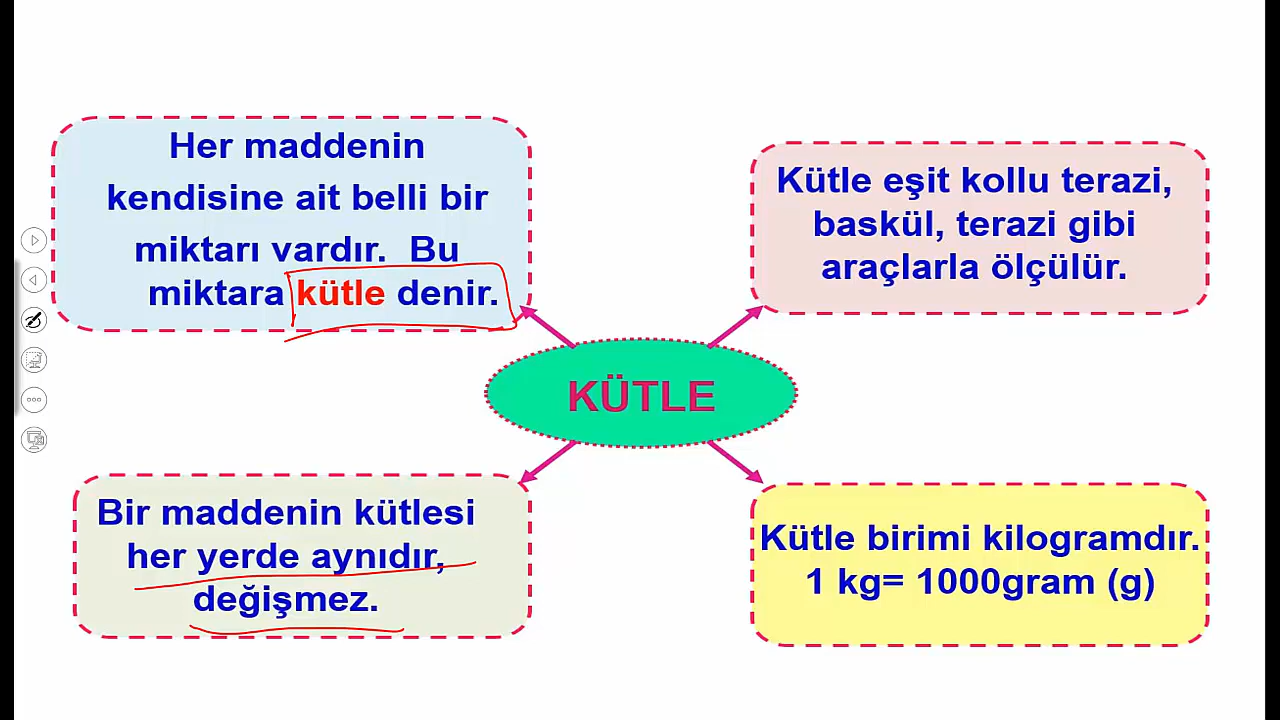 Her maddenin
kendisine ait belli bir
miktarı vardır. Bu
miktara kütle denir.
Kütle eşit kollu terazi,
baskül, terazi gibi
araçlarla ölçülür.
KÜTLE
Bir maddenin kütlesi
her yerde aynıdır,
değişmez.
Kütle birimi kilogramdır.
1 kg= 1000gram (g)